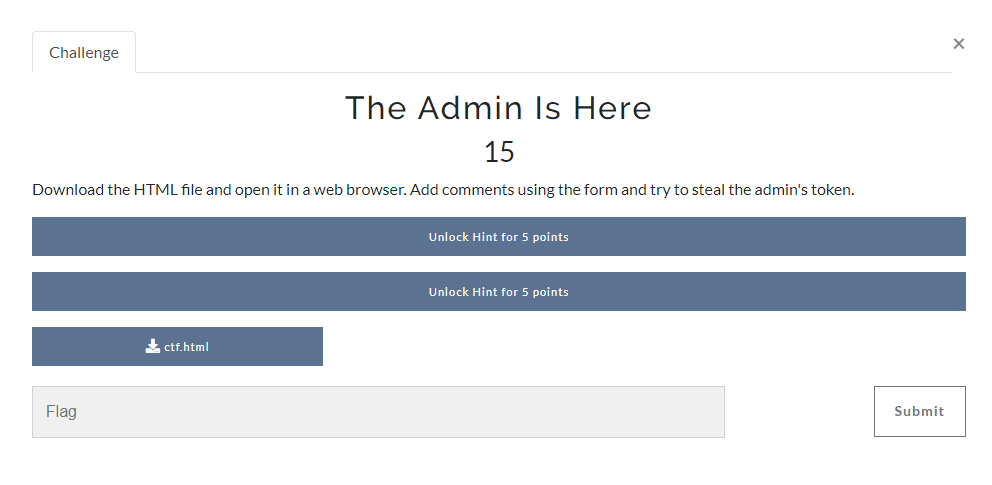 Challenge
×
The Admin Is Here
15
Download the HTML file and open it in a web browser. Add comments using the form and try to steal the admin's token.
Unlock Hint for 5 points
Unlock Hint for 5 points
ctf.html
Flag
Submit